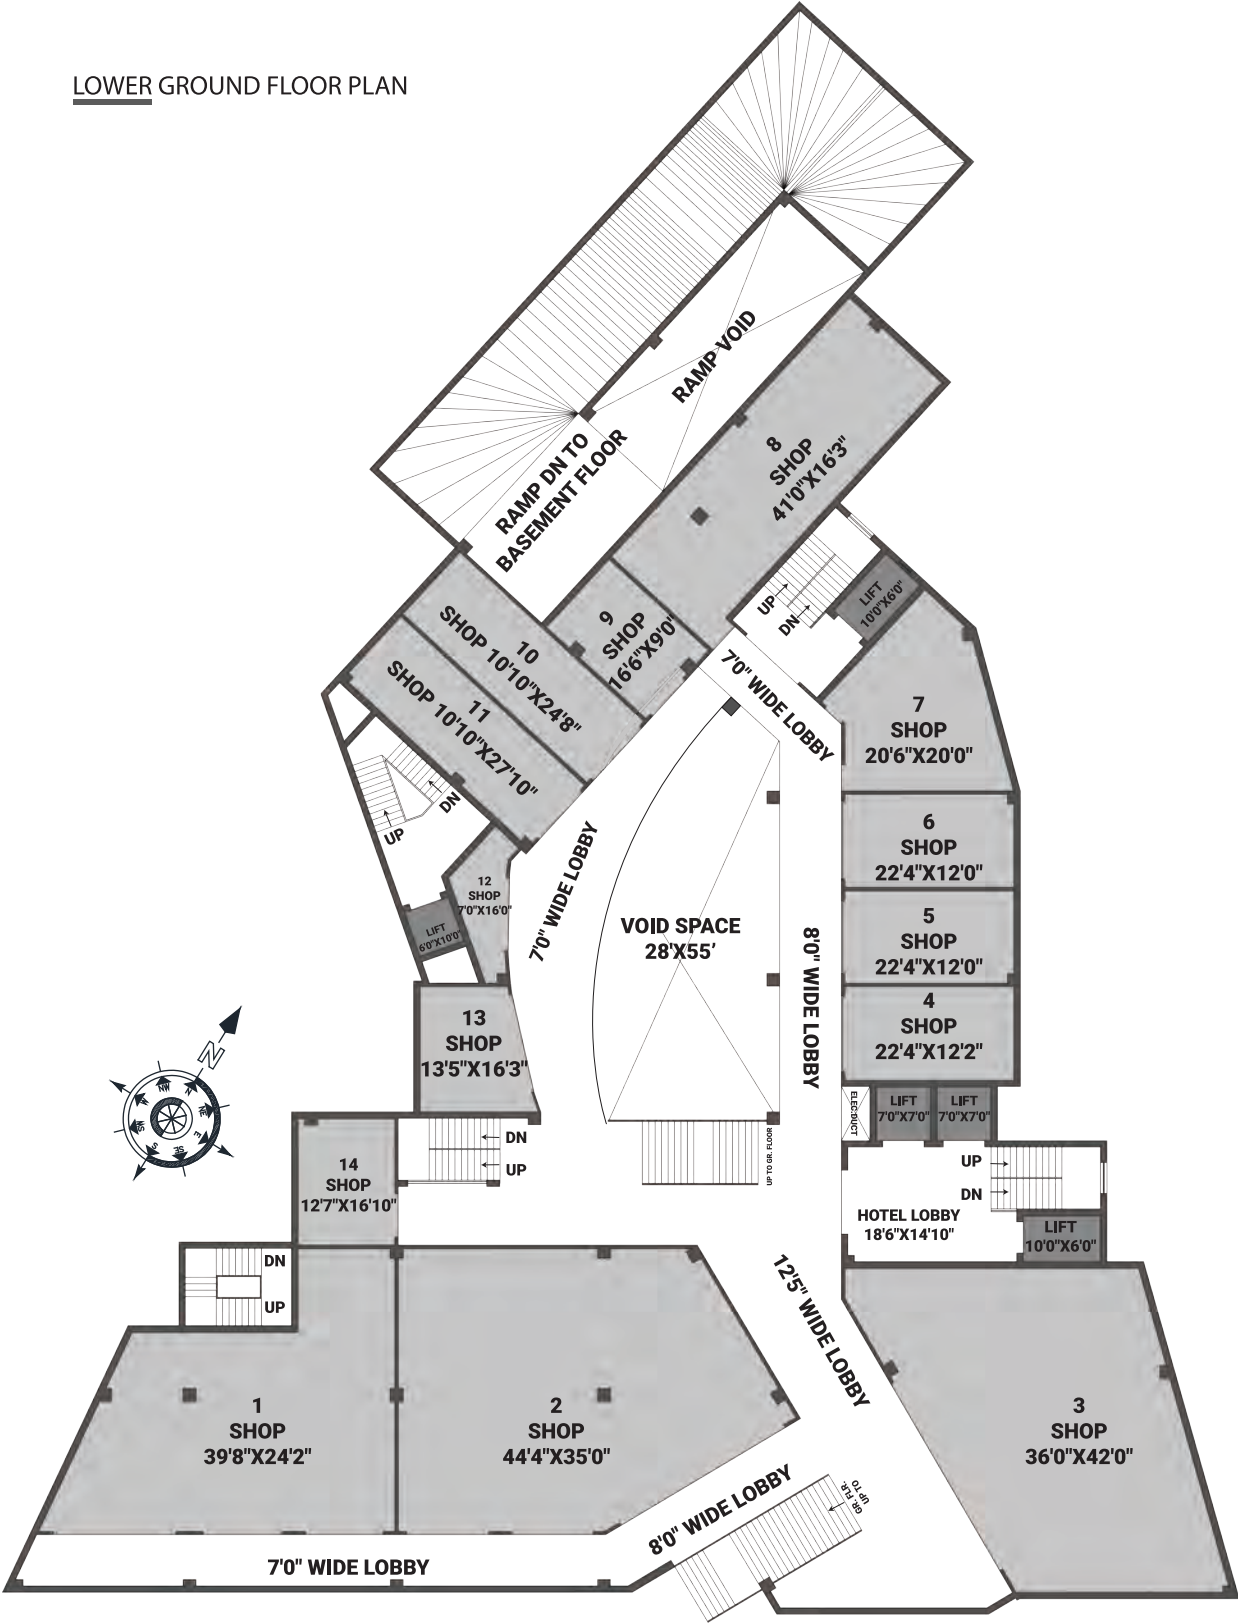 LOWER GROUND FLOOR PLAN
RAMP VOID
RAMP DN TO
BASEMENT FLOOR
8
SHOP
41'0"X16'3"
9
SHOP
16'6"X9'0"
UP
DN
LIFT
10'0"X6'0"
10
SHOP 10'10"X24'8"
11
SHOP 10'10"X27'10"
7'0" WIDE LOBBY
7
SHOP
20'6"X20'0"
DN
UP
6
SHOP
22'4"X12'0"
12
SHOP
7'0"X16'0"
7'0" WIDE LOBBY
LIFT
6'0"X10'0"
VOID SPACE
28'X55'
8'0" WIDE LOBBY
5
SHOP
22'4"X12'0"
4
SHOP
22'4"X12'2"
13
SHOP
13'5"X16'3"
N
N
NE
E
SE
S
W
NW
ELEC.DUCT
LIFT
7'0"X7'0"
LIFT
7'0"X7'0"
DN
UP
UP TO GR. FLOOR
14
SHOP
12'7"X16'10"
UP
DN
HOTEL LOBBY
18'6"X14'10"
LIFT
10'0"X6'0"
DN
UP
12'5" WIDE LOBBY
1
SHOP
39'8"X24'2"
2
SHOP
44'4"X35'0"
3
SHOP
36'0"X42'0"
8'0" WIDE LOBBY
UP TO
GR. FLR.
7'0" WIDE LOBBY